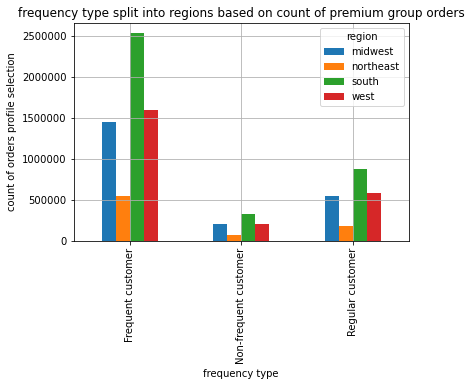 frequency type split into regions based on count of premium group orders
region
midwest
northeast
south
west
count of orders profile selection
2500000
2000000
1500000
1000000
500000
0
Frequent customer
Non-frequent customer
Regular customer
frequency type